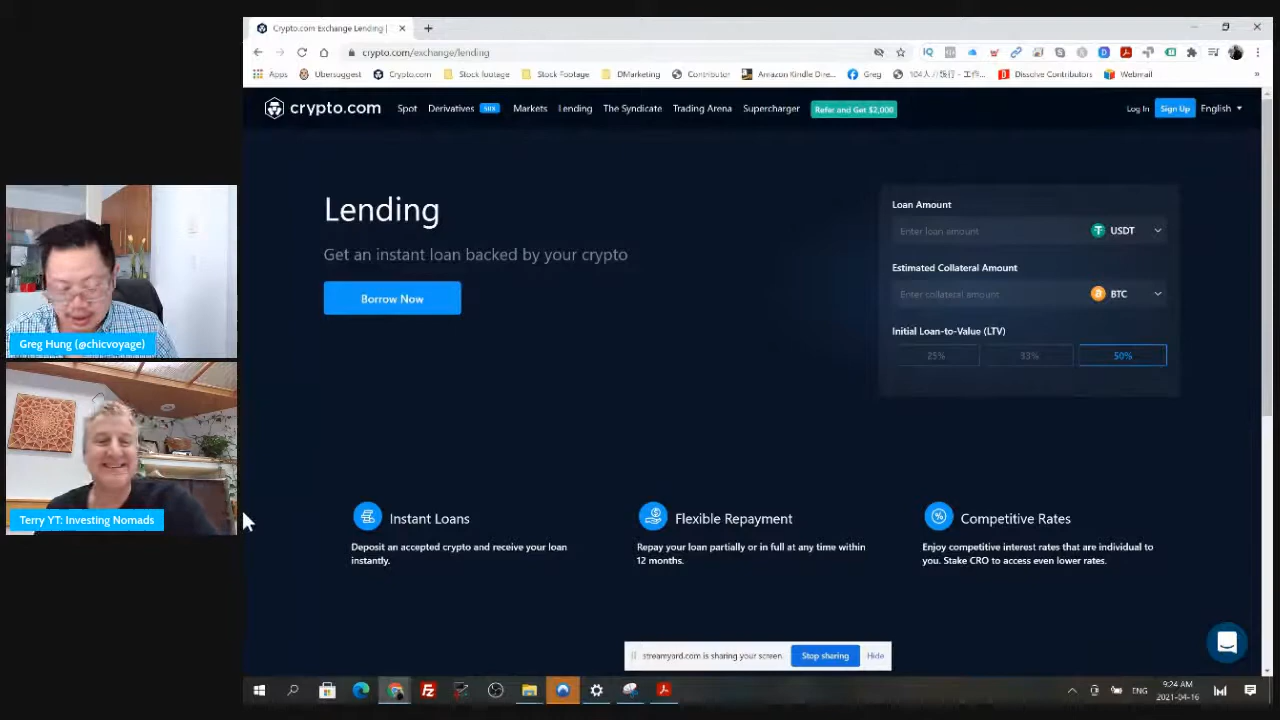 Crypto.com Exchange Lending |
crypto.com/exchange/lending
Apps Ubersuggest Crypto.com Stock footage Stock Footage DMarketing Contributor Amazon Kindle Dire... Greg Dissolve Contributors Webmail
crypto.com Spot Derivatives Markets Lending The Syndicate Trading Arena Supercharger Refer and Get $2,000 Log In Sign Up English
Lending
Get an instant loan backed by your crypto
Borrow Now
Loan Amount
Enter loan amount USDT
Estimated Collateral Amount
Enter collateral amount BTC
Initial Loan-to-Value (LTV)
25% 33% 50%
Greg Hung (@chicvoyage)
Terry YT: Investing Nomads
Instant Loans
Deposit an accepted crypto and receive your loan
instantly.
Flexible Repayment
Repay your loan partially or in full at any time within
12 months.
Competitive Rates
Enjoy competitive interest rates that are individual to
you. Stake CRO to access even lower rates.
streamyard.com is sharing your screen. Stop sharing Hide
ENG
9:24 AM
2021-04-16